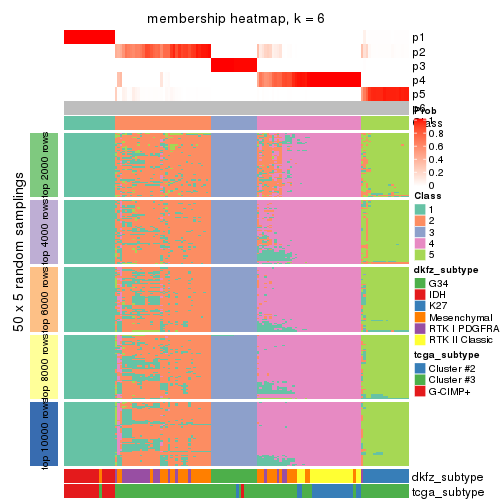 membership heatmap, k = 6
p1
p2
p3
p4
p5
p6
Prob
1
0.8
0.6
0.4
0.2
0
Class
Class
1
2
3
4
5
dkfz_subtype
G34
IDH
K27
Mesenchymal
RTK I PDGFRA
RTK II Classic
tcga_subtype
Cluster #2
Cluster #3
G-CIMP+
50 x 5 random samplings
top 2000 rows
top 4000 rows
top 6000 rows
top 8000 rows
top 10000 rows
dkfz_subtype
tcga_subtype